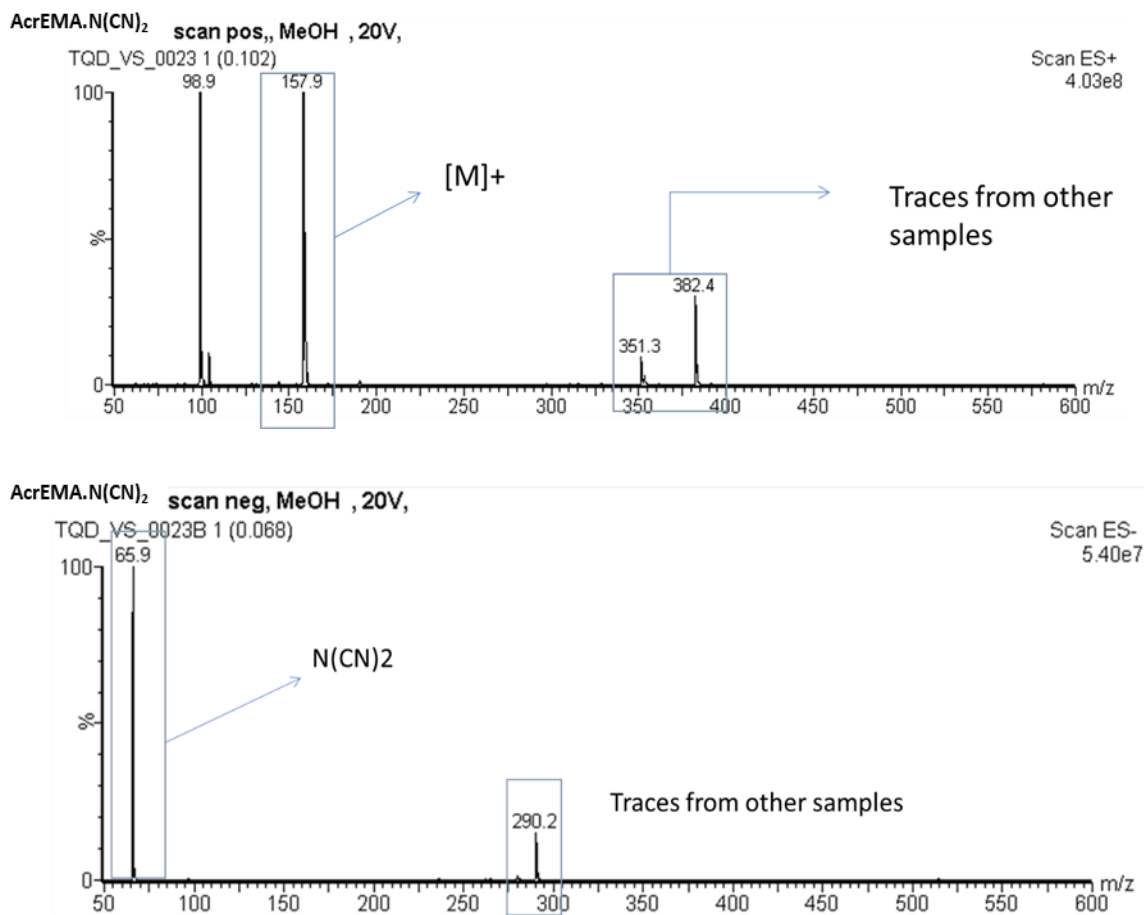 AcrEMA.N(CN)₂ scan pos,, MeOH , 20V,
TQD_VS_0023 1 (0.102)
Scan ES+
4.03e8
98.9 157.9
100
[M]+
Traces from other
samples
%
382.4
351.3
0
50 100 150 200 250 300 350 400 450 500 550 600 m/z
AcrEMA.N(CN)₂ scan neg, MeOH , 20V,
TQD_VS_0023B 1 (0.068)
Scan ES-
5.40e7
65.9
100
N(CN)2
%
Traces from other samples
290.2
0
50 100 150 200 250 300 350 400 450 500 550 600 m/z